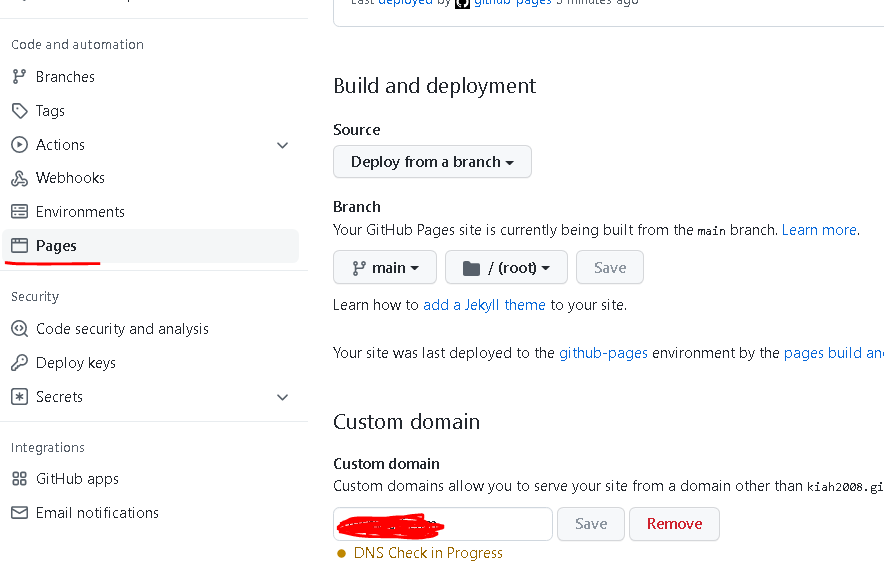 Last deployed by github-pages 3 minutes ago
Code and automation
Branches
Tags
Actions
Webhooks
Environments
Pages
Security
Code security and analysis
Deploy keys
Secrets
Integrations
GitHub apps
Email notifications
Build and deployment
Source
Deploy from a branch
Branch
Your GitHub Pages site is currently being built from the main branch. Learn more.
main / (root) Save
Learn how to add a Jekyll theme to your site.
Your site was last deployed to the github-pages environment by the pages build an
Custom domain
Custom domain
Custom domains allow you to serve your site from a domain other than kiah2008.gi
Save Remove
DNS Check in Progress